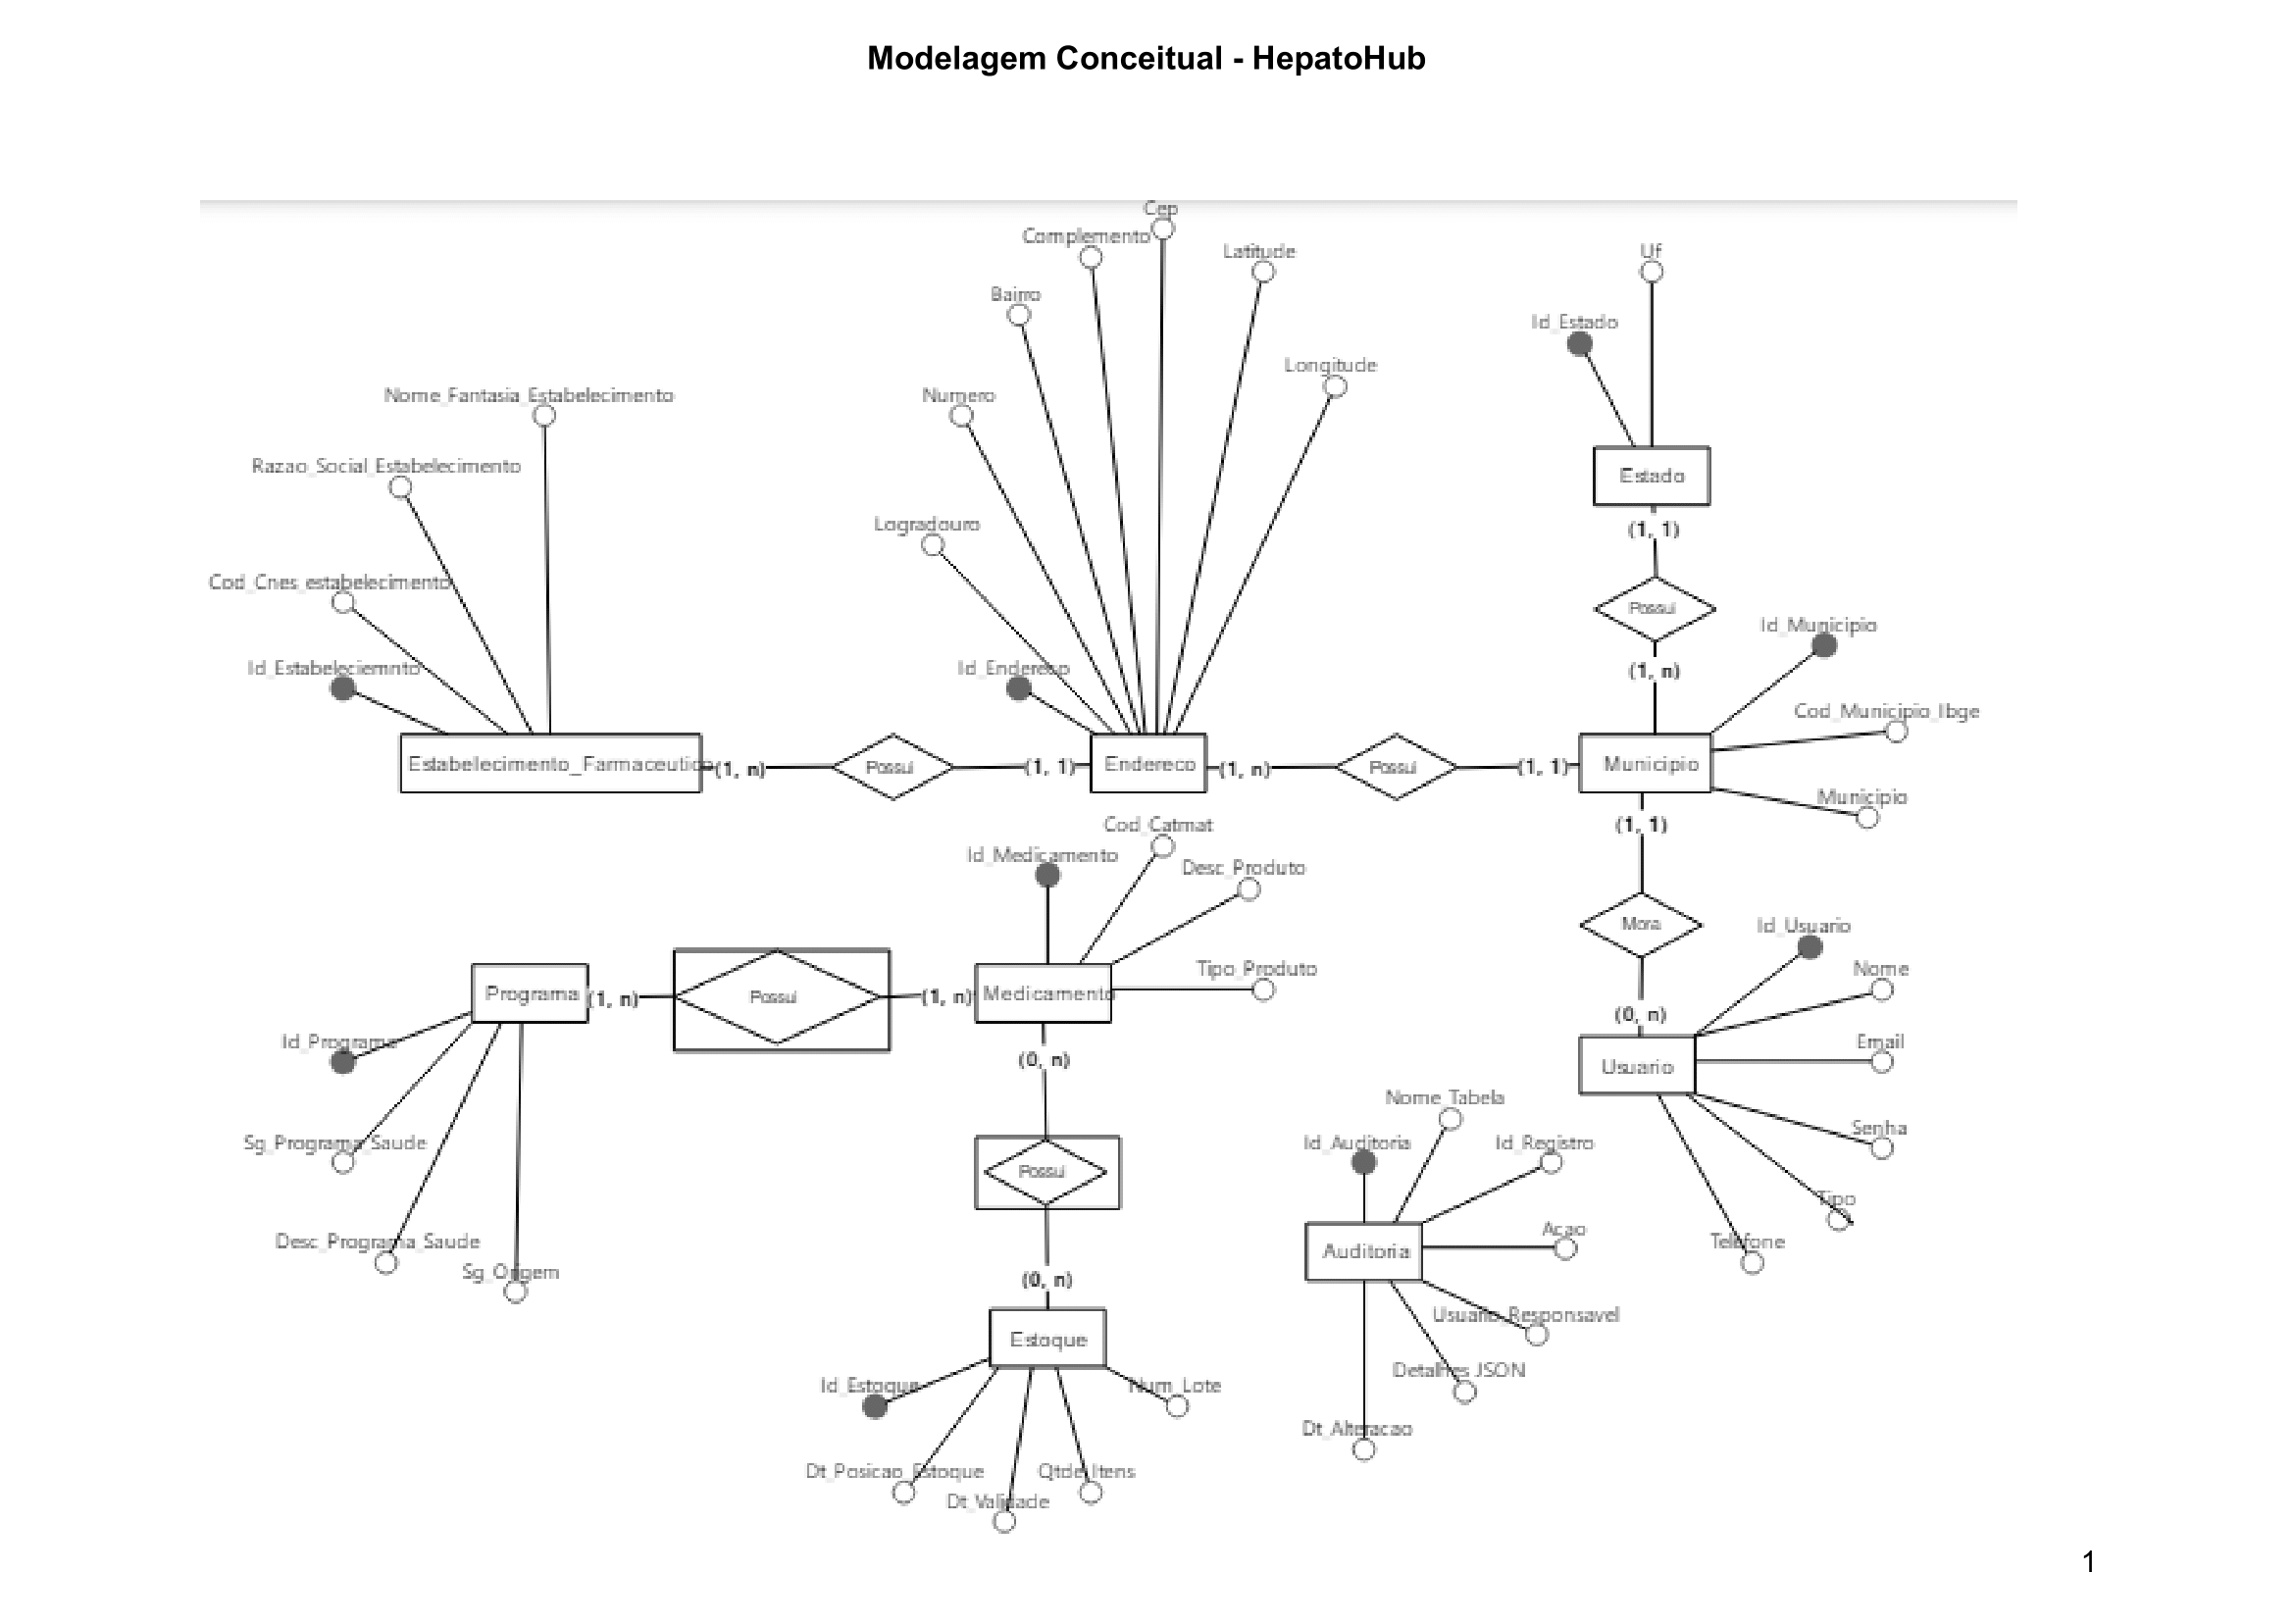 Modelagem Conceitual - HepatoHub
Cep
Complemento
Latitude
Uf
Bairro
Id_Estado
Longitude
Nome_Fantasia_Estabelecimento
Numero
Razao_Social_Estabelecimento
Estado
Logradouro
(1, 1)
Cod_Cnes_estabelecimento
Possui
Id_Municipio
Id_Estabeleciemnto
Id_Endereco
(1, n)
Cod_Municipio_Ibge
Estabelecimento_Farmaceutico
(1, n)
Possui
(1, 1)
Endereco
(1, n)
Possui
(1, 1)
Municipio
Municipio
Cod_Catmat
(1, 1)
Id_Medicamento
Desc_Produto
Mora
Id_Usuario
Tipo_Produto
Nome
Programa
(1, n)
Possui
(1, n)
Medicamento
(0, n)
Id_Programa
Email
(0, n)
Usuario
Nome_Tabela
Senha
Sg_Programa_Saude
Id_Auditoria
Id_Registro
Possui
Tipo
Desc_Programa_Saude
Acao
Telefone
Auditoria
Sg_Origem
(0, n)
Usuario_Responsavel
Estoque
Detalhes_JSON
Id_Estoque
Num_Lote
Dt_Alteracao
Dt_Posicao_Estoque
Qtde_Itens
Dt_Validade
1